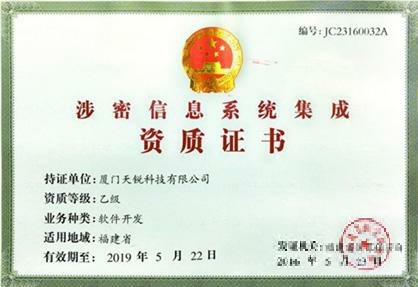 编号: JC23160032A
涉密信息系统集成
资质证书
持证单位: 厦门天锐科技有限公司
资质等级: 乙级
业务种类: 软件开发
适用地域: 福建省
发证机关:
有效期至: 2019 年 5 月 22 日
年 5 月 23 日